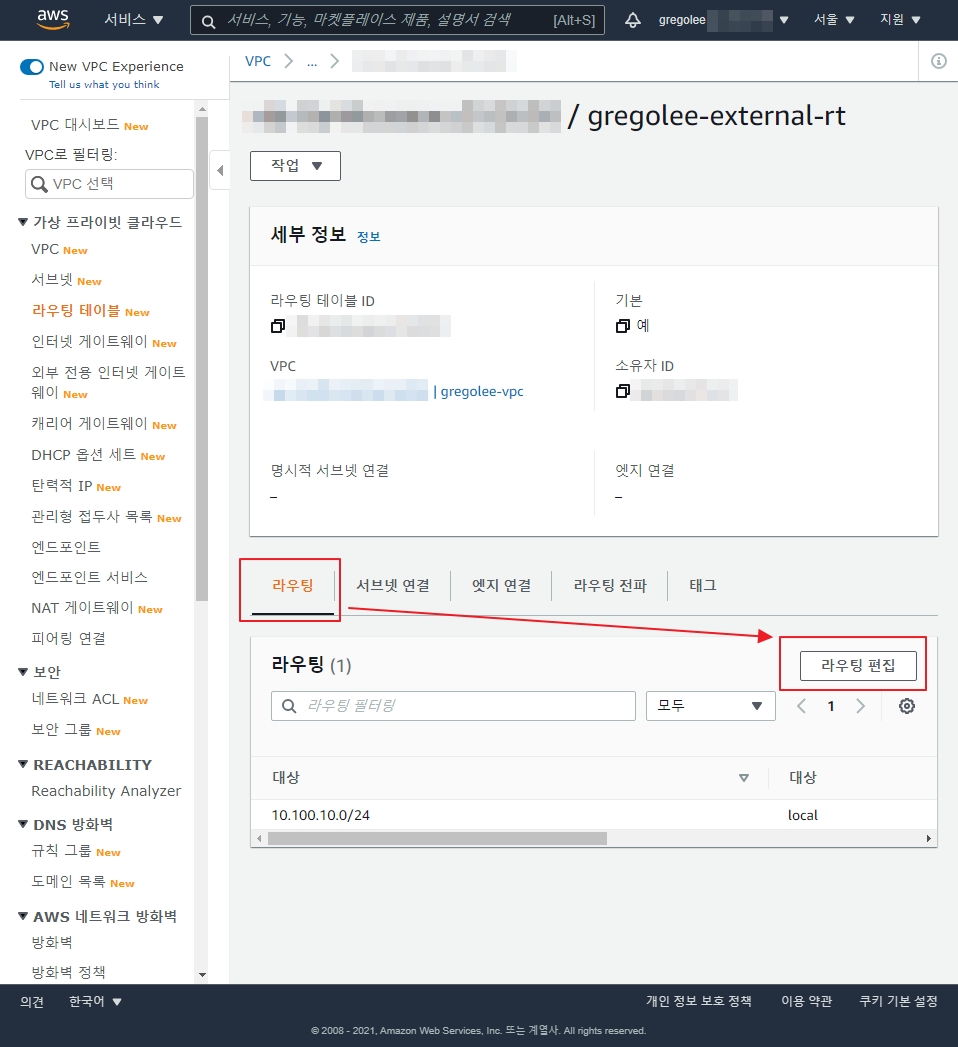 aws 서비스 ▼ 서비스, 기능, 마켓플레이스 제품, 설명서 검색 [Alt+S] gregolee ▼ 서울 ▼ 지원 ▼
New VPC Experience
Tell us what you think
VPC 대시보드 New
VPC로 필터링:
VPC 선택
가상 프라이빗 클라우드
VPC New
서브넷 New
라우팅 테이블 New
인터넷 게이트웨이 New
외부 전용 인터넷 게이트
웨이 New
캐리어 게이트웨이 New
DHCP 옵션 세트 New
탄력적 IP New
관리형 접두사 목록 New
엔드포인트
엔드포인트 서비스
NAT 게이트웨이 New
피어링 연결
보안
네트워크 ACL New
보안 그룹 New
REACHABILITY
Reachability Analyzer
DNS 방화벽
규칙 그룹 New
도메인 목록 New
AWS 네트워크 방화벽
방화벽
방화벽 정책
VPC > ... >
/ gregolee-external-rt
작업 ▼
세부 정보 정보
라우팅 테이블 ID
기본
예
VPC
| gregolee-vpc
소유자 ID
명시적 서브넷 연결
–
엣지 연결
–
라우팅 서브넷 연결 엣지 연결 라우팅 전파 태그
라우팅 (1) 라우팅 편집
라우팅 필터링 모두 ▼ < 1 >
대상 대상
10.100.10.0/24 local
의견 한국어 ▼ 개인 정보 보호 정책 이용 약관 쿠키 기본 설정
© 2008 - 2021, Amazon Web Services, Inc. 또는 계열사. All rights reserved.